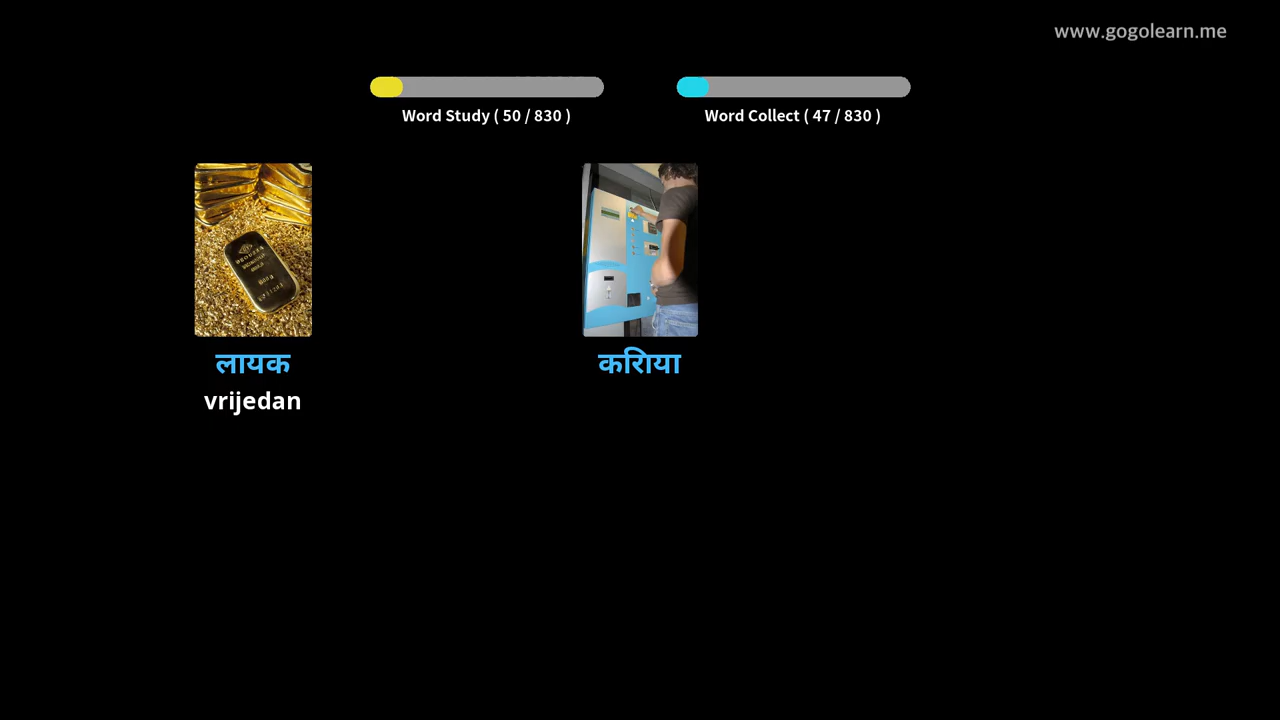 www.gogolearn.me
Word Study ( 50 / 830 )
Word Collect ( 47 / 830 )
लायक
करािया
vrijedan